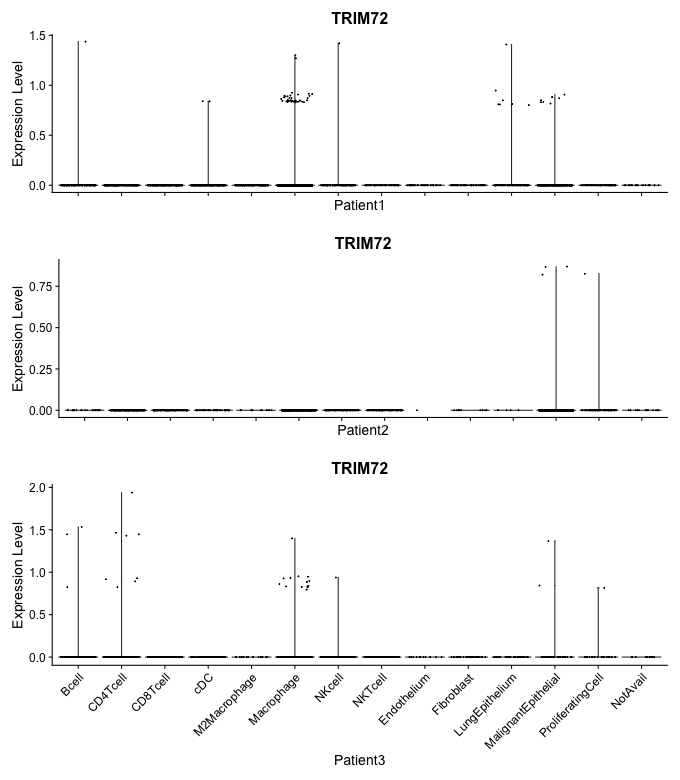 TRIM72
Expression Level
1.5
1.0
0.5
0.0
Patient1
TRIM72
Expression Level
0.75
0.50
0.25
0.00
Patient2
TRIM72
Expression Level
2.0
1.5
1.0
0.5
0.0
Bcell
CD4Tcell
CD8Tcell
cDC
M2Macrophage
Macrophage
NKcell
NKTcell
Endothelium
Fibroblast
LungEpithelium
MalignantEpithelial
ProliferatingCell
NotAvail
Patient3